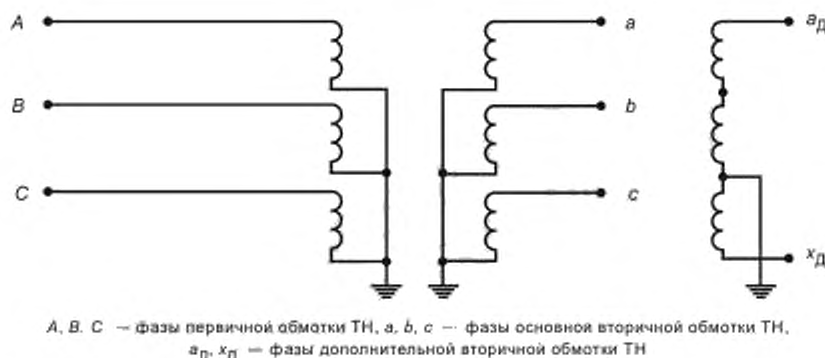 A
a
aД
B
b
C
c
xД
A, B. C — фазы первичной обмотки ТН, a, b, c — фазы основной вторичной обмотки ТН,
aД, xД — фазы дополнительной вторичной обмотки ТН